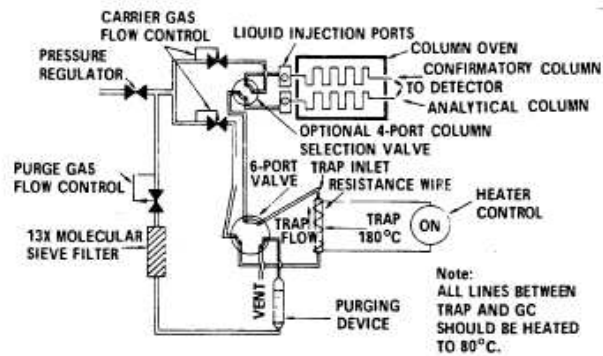 CARRIER GAS
FLOW CONTROL
LIQUID INJECTION PORTS
PRESSURE
REGULATOR
COLUMN OVEN
CONFIRMATORY COLUMN
TO DETECTOR
ANALYTICAL COLUMN
OPTIONAL 4-PORT COLUMN
SELECTION VALVE
PURGE GAS
FLOW CONTROL
6-PORT
VALVE
TRAP INLET
RESISTANCE WIRE
HEATER
CONTROL
TRAP
FLOW
TRAP
180°C
ON
13X MOLECULAR
SIEVE FILTER
VENT
PURGING
DEVICE
Note:
ALL LINES BETWEEN
TRAP AND GC
SHOULD BE HEATED
TO 80°C.